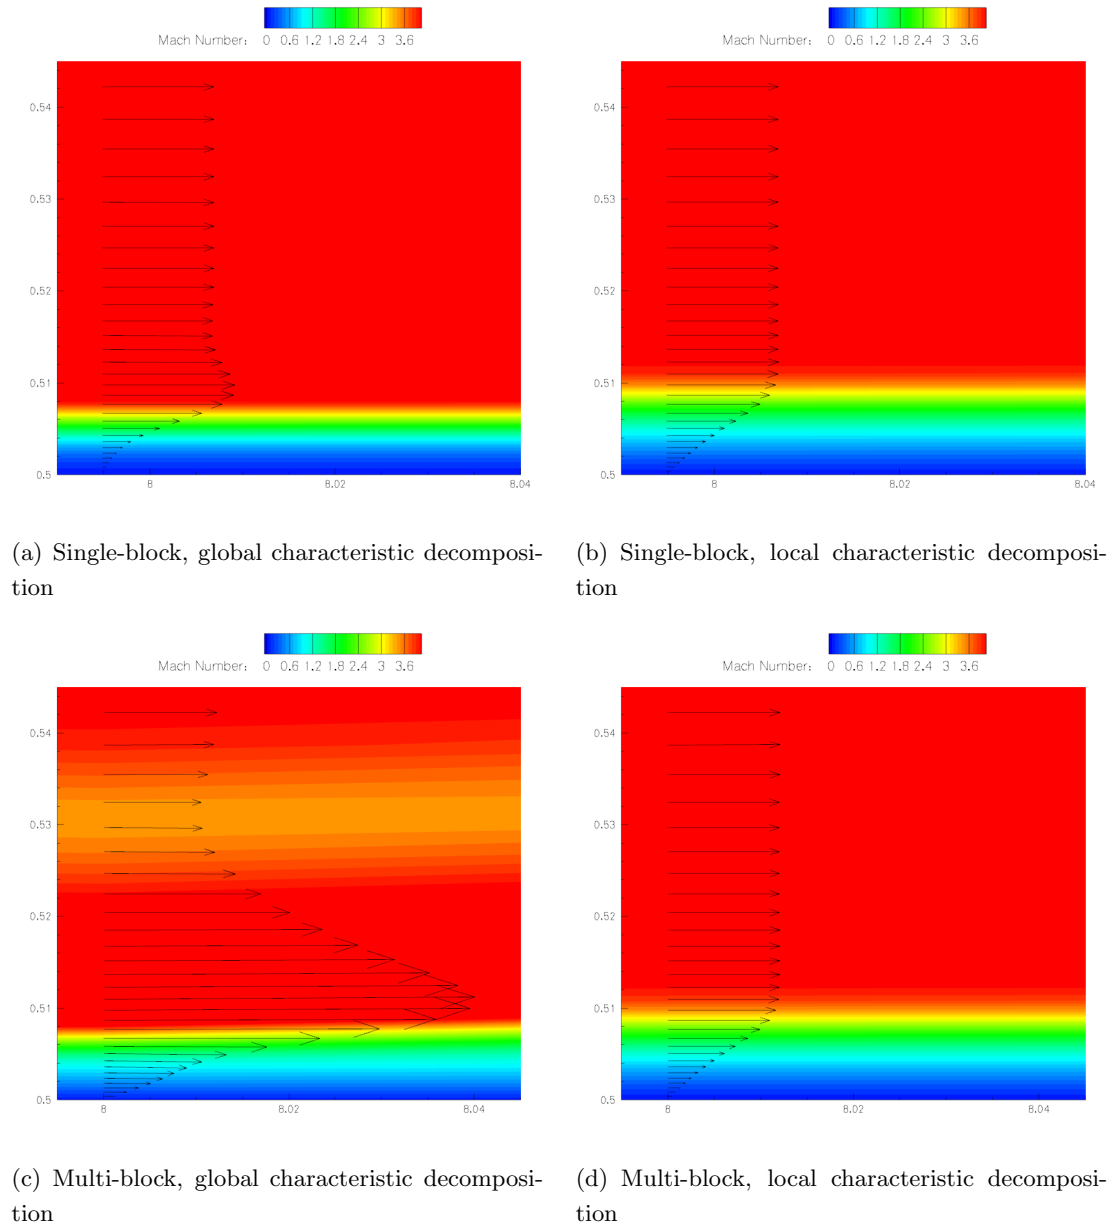 0 0.6 1.2 1.8 2.4 3 3.6 0 0.6 1.2 1.8 2.4 3 3.6
Mach Number: Mach Number:
0.54 0.54
0.53 0.53
0.52 0.52
0.51 0.51
0.5 0.5
8 8.02 8.04 8 8.02 8.04
(a) Single-block, global characteristic decomposi-
tion
(b) Single-block, local characteristic decomposi-
tion
0 0.6 1.2 1.8 2.4 3 3.6 0 0.6 1.2 1.8 2.4 3 3.6
Mach Number: Mach Number:
0.54 0.54
0.53 0.53
0.52 0.52
0.51 0.51
0.5 0.5
8 8.02 8.04 8 8.02 8.04
(c) Multi-block, global characteristic decomposi-
tion
(d) Multi-block, local characteristic decomposi-
tion